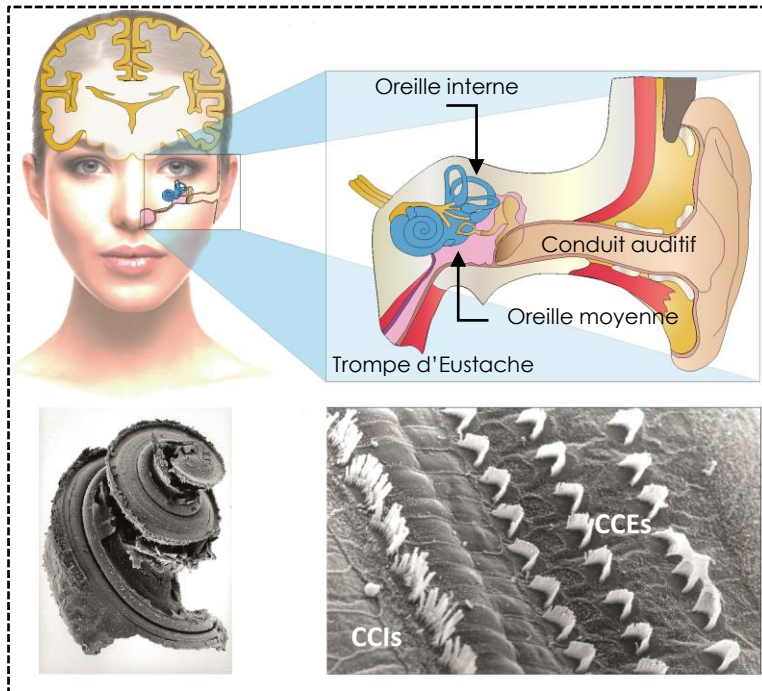 Oreille interne
Conduit auditif
Oreille moyenne
Trompe d'Eustache
CCEs
CCIs